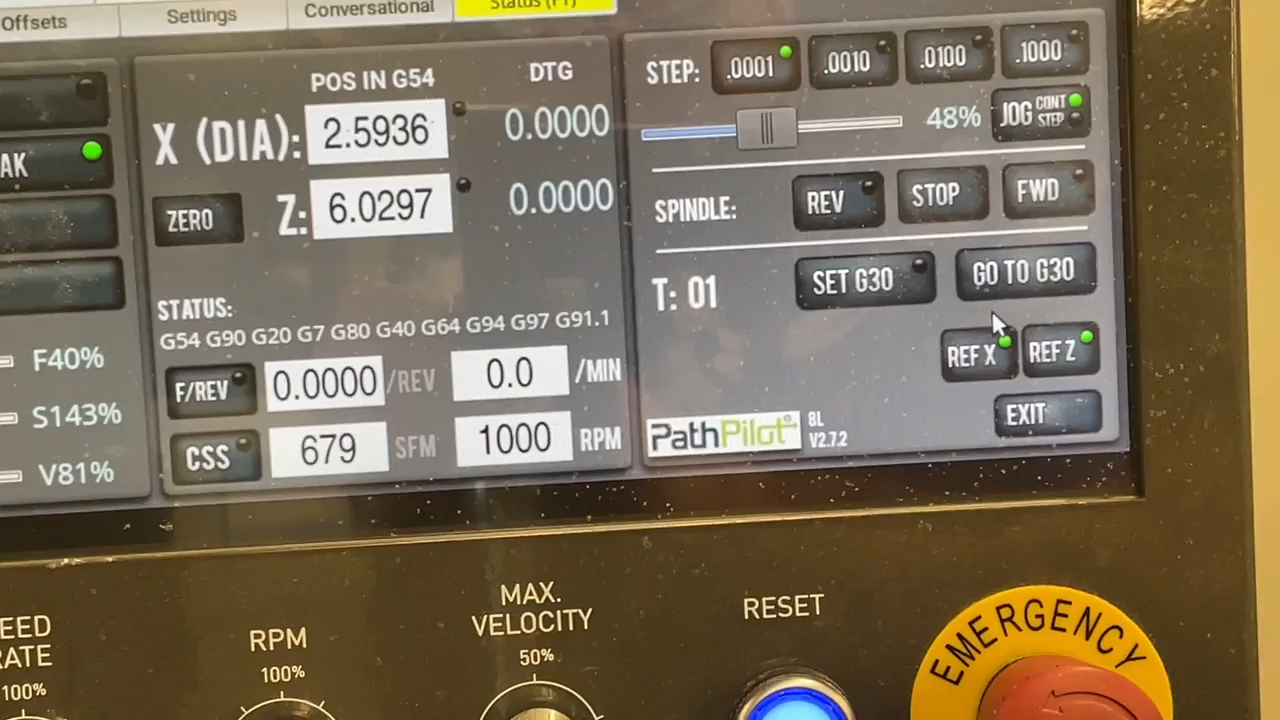 Offsets
Settings
Conversational
Status (F1)
AK
F40%
S143%
V81%
POS IN G54
DTG
X (DIA): 2.5936 0.0000
ZERO Z: 6.0297 0.0000
STATUS:
G54 G90 G20 G7 G80 G40 G64 G94 G97 G91.1
F/REV 0.0000 /REV 0.0 /MIN
CSS 679 SFM 1000 RPM
STEP: .0001 .0010 .0100 .1000
48% JOG CONT STEP
SPINDLE: REV STOP FWD
T: 01 SET G30 GO TO G30
REF X REF Z
EXIT
PathPilot® 8L
V2.7.2
EED
RATE
100%
RPM
100%
MAX.
VELOCITY
50%
RESET
EMERGENCY